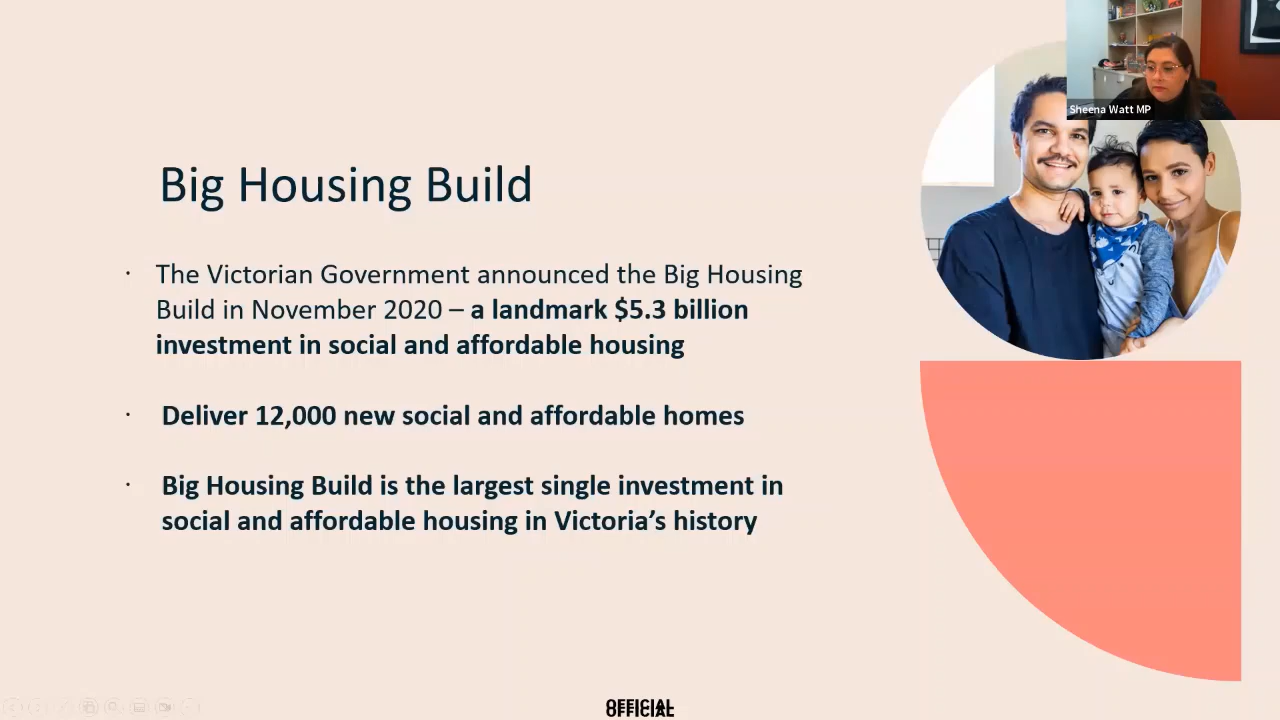 Sheena Watt MP
Big Housing Build
· The Victorian Government announced the Big Housing
Build in November 2020 – a landmark $5.3 billion
investment in social and affordable housing
· Deliver 12,000 new social and affordable homes
· Big Housing Build is the largest single investment in
social and affordable housing in Victoria’s history
OFFICIAL
OFFICIAL